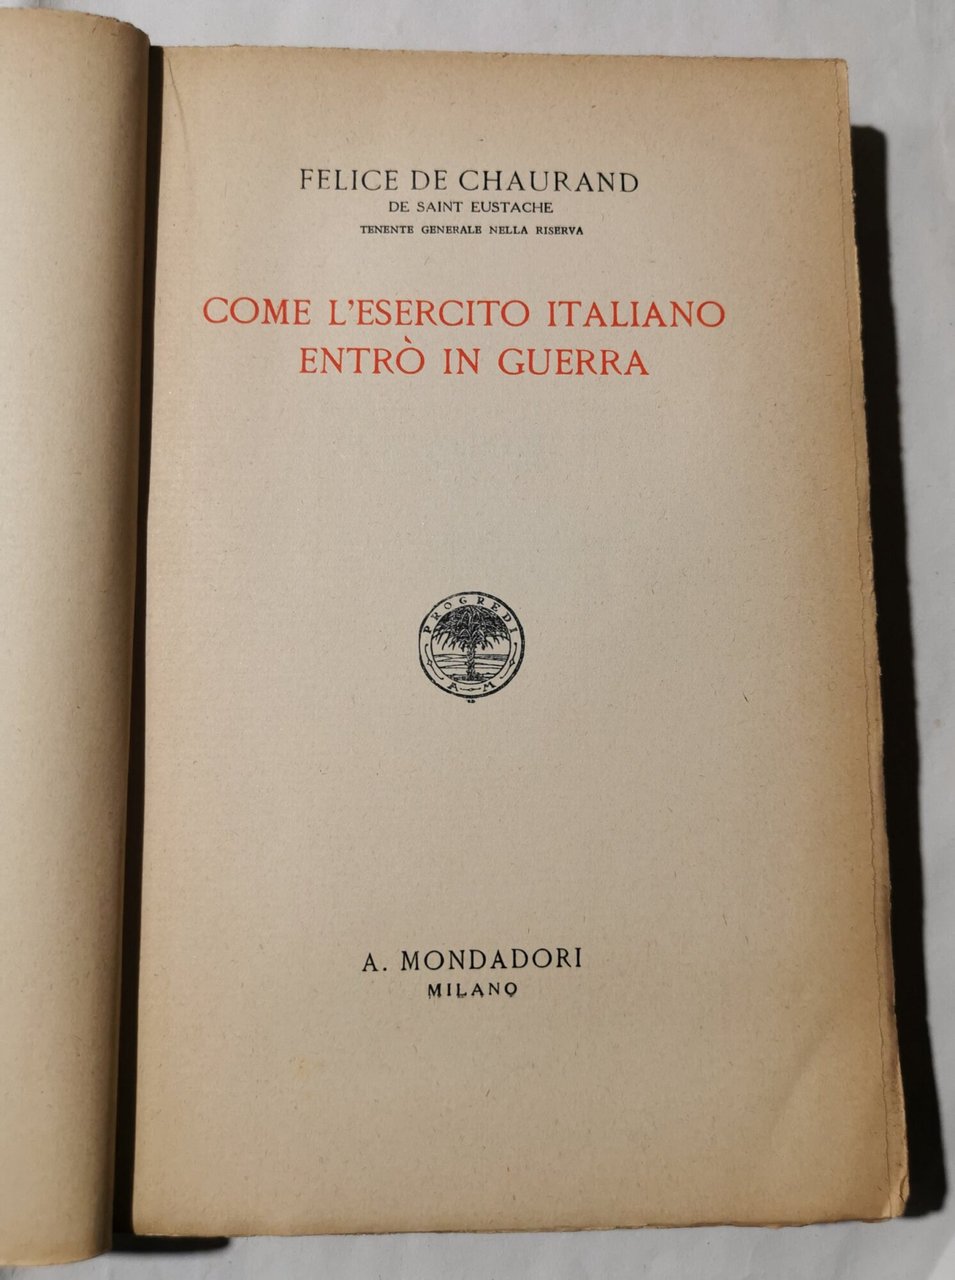 FELICE DE CHAURAND
DE SAINT EUSTACHE
TENENTE GENERALE NELLA RISERVA
COME L'ESERCITO ITALIANO
ENTRÒ IN GUERRA
PROGREDI
A M
A. MONDADORI
MILANO